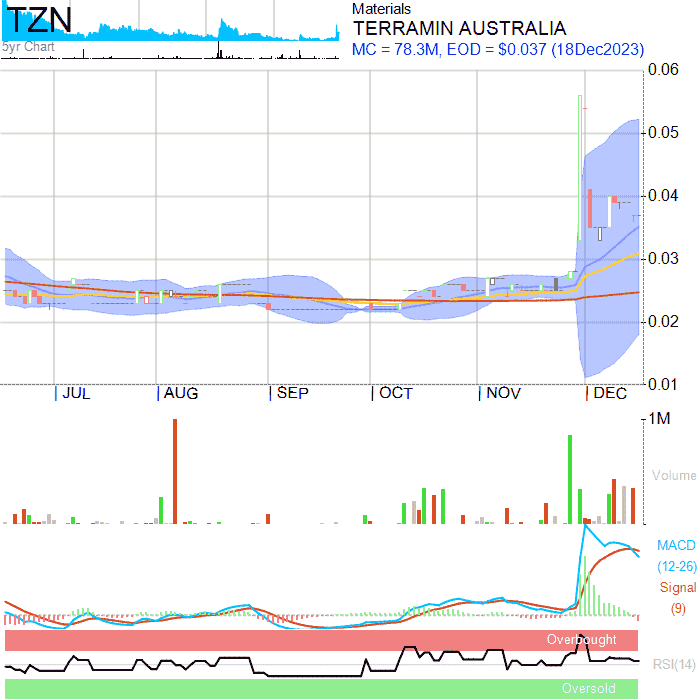 TZN
5yr Chart
Materials
TERRAMIN AUSTRALIA
MC = 78.3M, EOD = $0.037 (18Dec2023)
0.06
0.05
0.04
0.03
0.02
0.01
JUL AUG SEP OCT NOV DEC
1M
Volume
MACD
(12-26)
Signal
(9)
Overbought
RSI(14)
Oversold